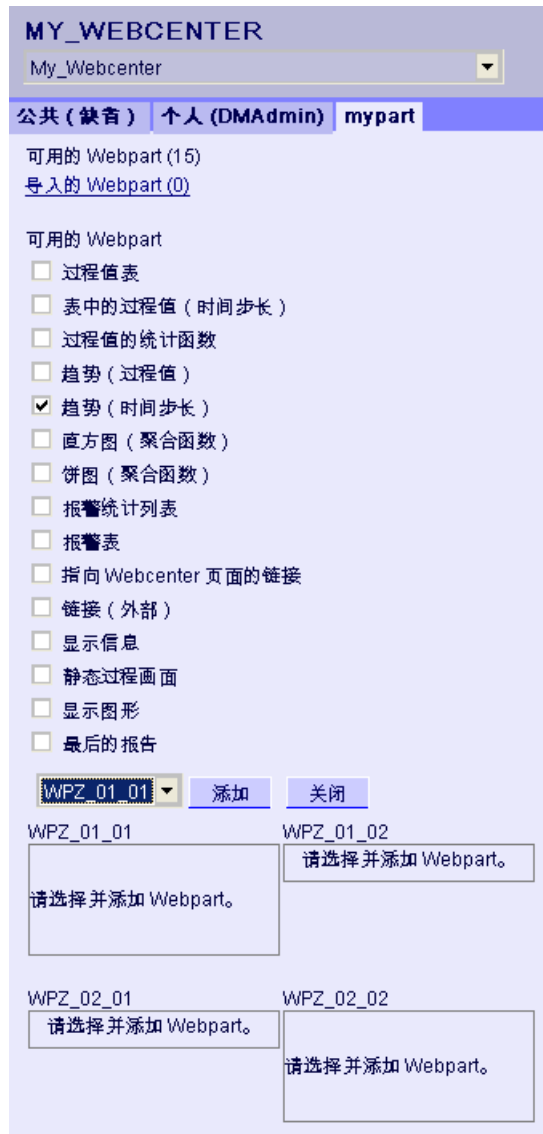 MY_WEBCENTER
My_Webcenter
公共(缺省) 个人(DMAdmin) mypart
可用的 Webpart (15)
导入的 Webpart (0)
可用的 Webpart
过程值表
表中的过程值(时间步长)
过程值的统计函数
趋势(过程值)
趋势(时间步长)
直方图(聚合函数)
饼图(聚合函数)
报警统计列表
报警表
指向 Webcenter 页面的链接
链接(外部)
显示信息
静态过程画面
显示图形
最后的报告
WPZ_01_01 添加 关闭
WPZ_01_01 WPZ_01_02
请选择并添加 Webpart。
请选择并添加 Webpart。
WPZ_02_01 WPZ_02_02
请选择并添加 Webpart。
请选择并添加 Webpart。